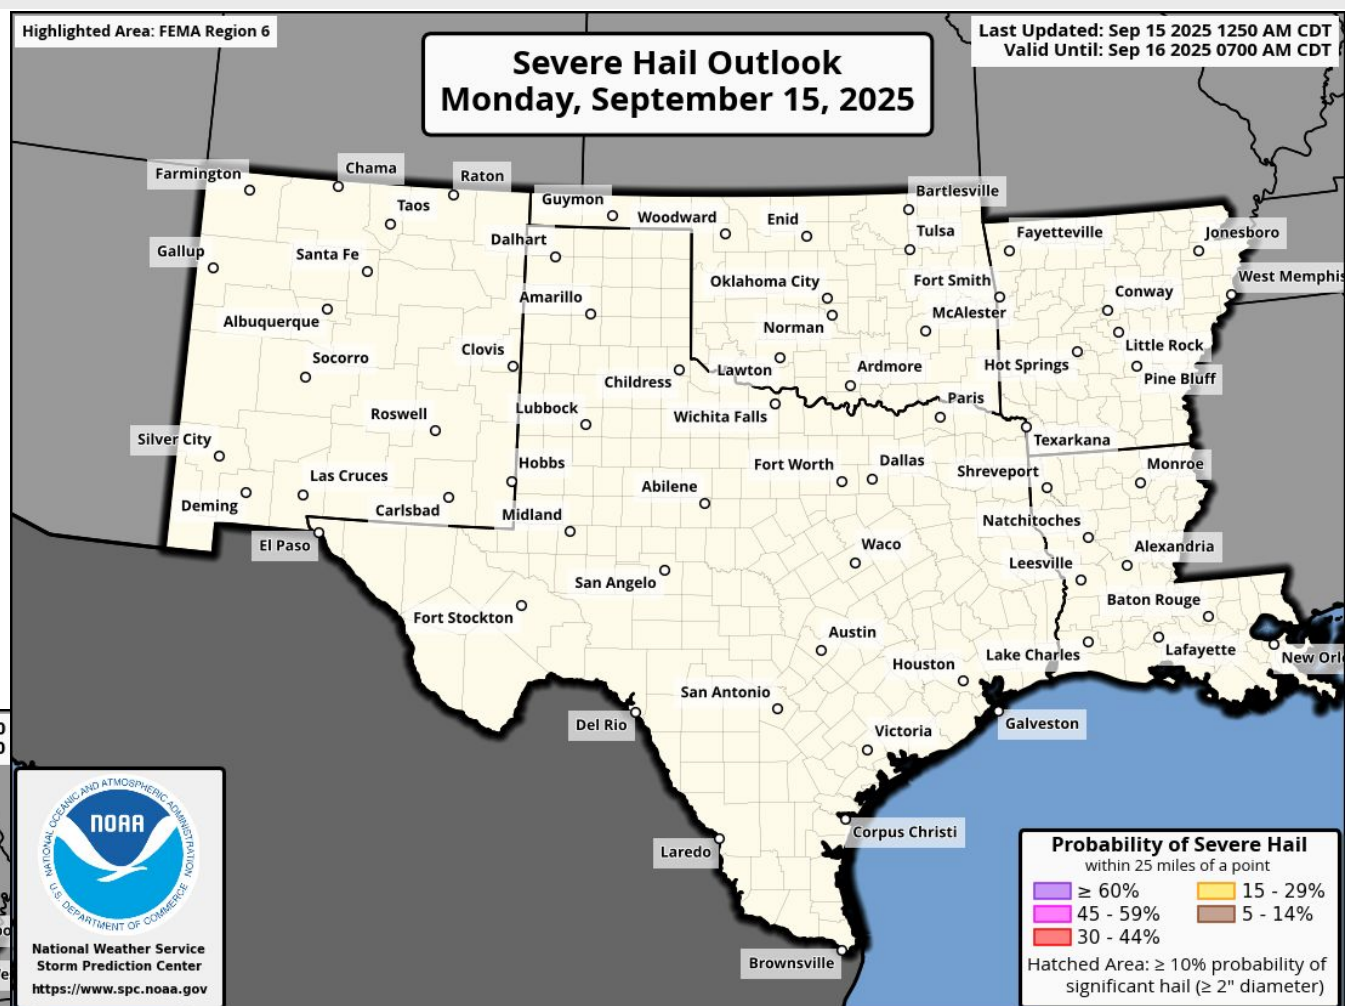 Highlighted Area: FEMA Region 6
Last Updated: Sep 15 2025 1250 AM CDT
Valid Until: Sep 16 2025 0700 AM CDT
Severe Hail Outlook
Monday, September 15, 2025
Farmington
Chama
Raton
Taos
Guymon
Woodward
Enid
Bartlesville
Tulsa
Fayetteville
Jonesboro
Gallup
Santa Fe
Dalhart
Oklahoma City
Fort Smith
West Memphis
Albuquerque
Amarillo
Norman
McAlester
Conway
Little Rock
Socorro
Clovis
Childress
Lawton
Ardmore
Hot Springs
Pine Bluff
Roswell
Lubbock
Wichita Falls
Paris
Texarkana
Silver City
Las Cruces
Hobbs
Abilene
Fort Worth
Dallas
Shreveport
Monroe
Deming
Carlsbad
Midland
Natchitoches
El Paso
San Angelo
Waco
Leesville
Alexandria
Fort Stockton
Austin
Baton Rouge
Houston
Lake Charles
Lafayette
New Orl
San Antonio
Del Rio
Victoria
Galveston
Laredo
Corpus Christi
Brownsville
NATIONAL OCEANIC AND ATMOSPHERIC ADMINISTRATION
NOAA
U.S. DEPARTMENT OF COMMERCE
National Weather Service
Storm Prediction Center
https://www.spc.noaa.gov
Probability of Severe Hail
within 25 miles of a point
≥ 60%
15 - 29%
45 - 59%
5 - 14%
30 - 44%
Hatched Area: ≥ 10% probability of
significant hail (≥ 2" diameter)